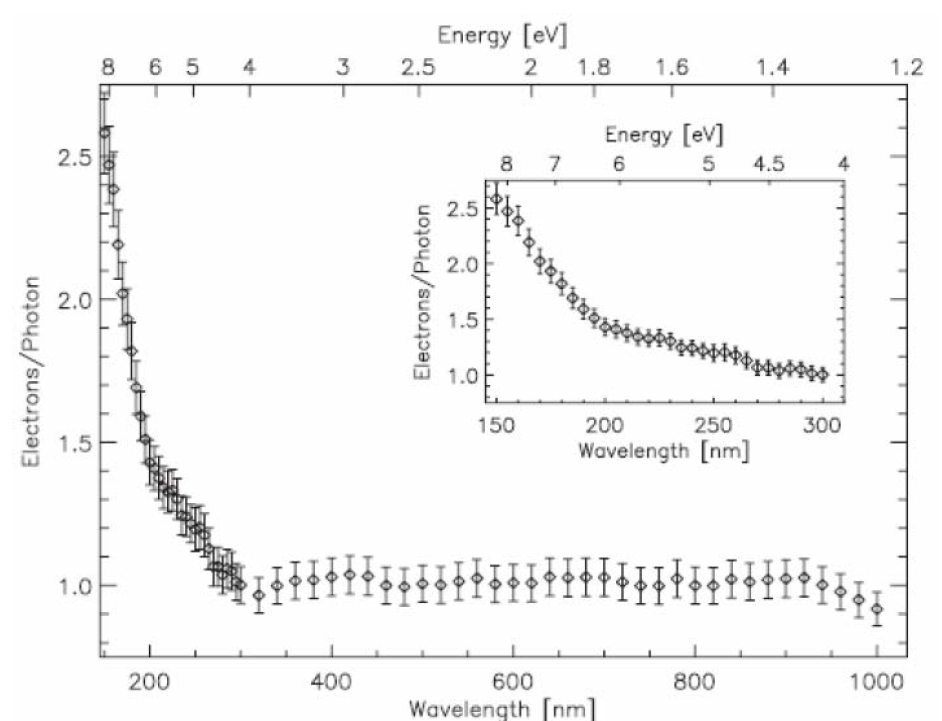 Energy [eV]
8 6 5 4 3 2.5 2 1.8 1.6 1.4 1.2
Electrons/Photon
2.5
2.0
1.5
1.0
200 400 600 800 1000
Wavelength [nm]
Energy [eV]
8 7 6 5 4.5 4
Electrons/Photon
2.5
2.0
1.5
1.0
150 200 250 300
Wavelength [nm]